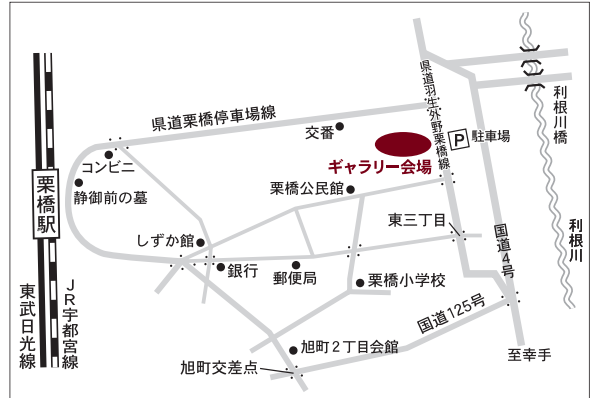 県道羽生外野栗橋線
利根川橋
県道栗橋停車場線
交番
P
駐車場
コンビニ
ギャラリー会場
栗橋駅
静御前の墓
栗橋公民館
東三丁目
国道4号
利根川
しずか館
銀行
郵便局
栗橋小学校
東武日光線
JR宇都宮線
国道125号
旭町2丁目会館
至幸手
旭町交差点